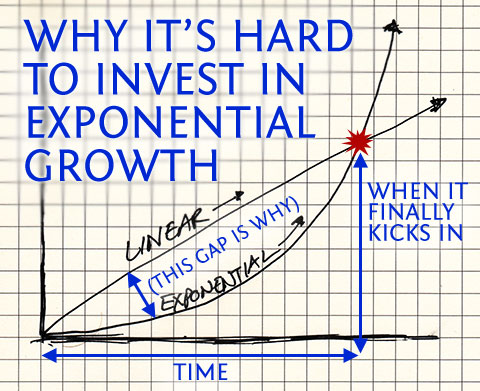 WHY IT'S HARD
TO INVEST IN
EXPONENTIAL
GROWTH
LINEAR
(THIS GAP IS WHY)
EXPONENTIAL
WHEN IT
FINALLY
KICKS IN
TIME